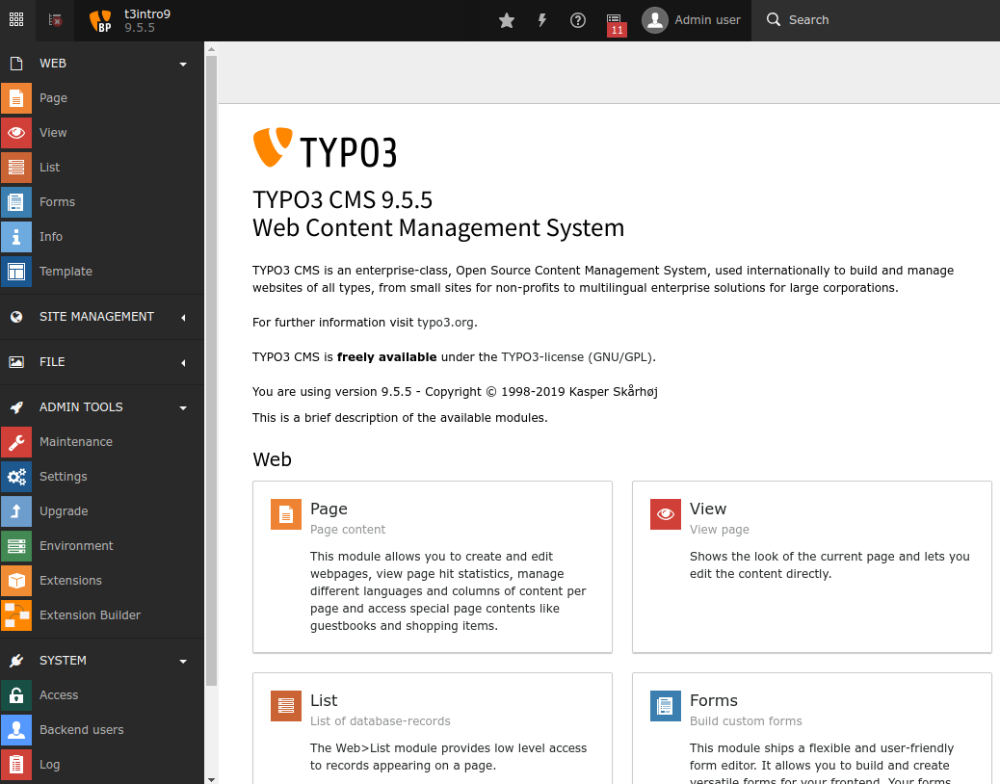 t3intro9
9.5.5
BP
11
Admin user
Search
WEB
Page
View
List
Forms
Info
Template
SITE MANAGEMENT
FILE
ADMIN TOOLS
Maintenance
Settings
Upgrade
Environment
Extensions
Extension Builder
SYSTEM
Access
Backend users
Log
TYPO3
TYPO3 CMS 9.5.5
Web Content Management System
TYPO3 CMS is an enterprise-class, Open Source Content Management System, used internationally to build and manage
websites of all types, from small sites for non-profits to multilingual enterprise solutions for large corporations.
For further information visit typo3.org.
TYPO3 CMS is freely available under the TYPO3-license (GNU/GPL).
You are using version 9.5.5 - Copyright © 1998-2019 Kasper Skårhøj
This is a brief description of the available modules.
Web
Page
Page content
This module allows you to create and edit
webpages, view page hit statistics, manage
different languages and columns of content per
page and access special page contents like
guestbooks and shopping items.
View
View page
Shows the look of the current page and lets you
edit the content directly.
List
List of database-records
The Web>List module provides low level access
to records appearing on a page.
Forms
Build custom forms
This module ships a flexible and user-friendly
form editor. It allows you to build and create
versatile forms for your frontend. Your forms